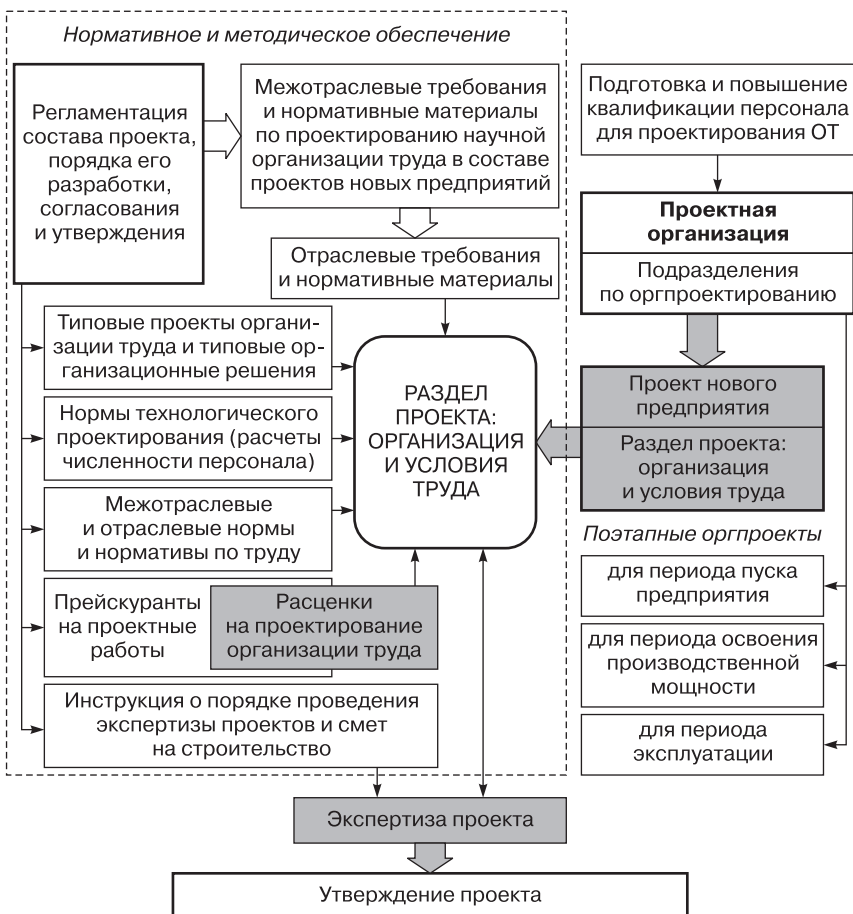 Нормативное и методическое обеспечение
Регламентация
состава проекта,
порядка его
разработки,
согласования
и утверждения
Межотраслевые требования
и нормативные материалы
по проектированию научной
организации труда в составе
проектов новых предприятий
Отраслевые требования
и нормативные материалы
Типовые проекты органи-
зации труда и типовые ор-
ганизационные решения
Нормы технологического
проектирования (расчеты
численности персонала)
Межотраслевые
и отраслевые нормы
и нормативы по труду
Прейскуранты
на проектные
работы
Расценки
на проектирование
организации труда
Инструкция о порядке проведения
экспертизы проектов и смет
на строительство
РАЗДЕЛ
ПРОЕКТА:
ОРГАНИЗАЦИЯ
И УСЛОВИЯ
ТРУДА
Подготовка и повышение
квалификации персонала
для проектирования ОТ
Проектная
организация
Подразделения
по оргпроектированию
Проект нового
предприятия
Раздел проекта:
организация
и условия труда
Поэтапные оргпроекты
для периода пуска
предприятия
для периода освоения
производственной
мощности
для периода
эксплуатации
Экспертиза проекта
Утверждение проекта